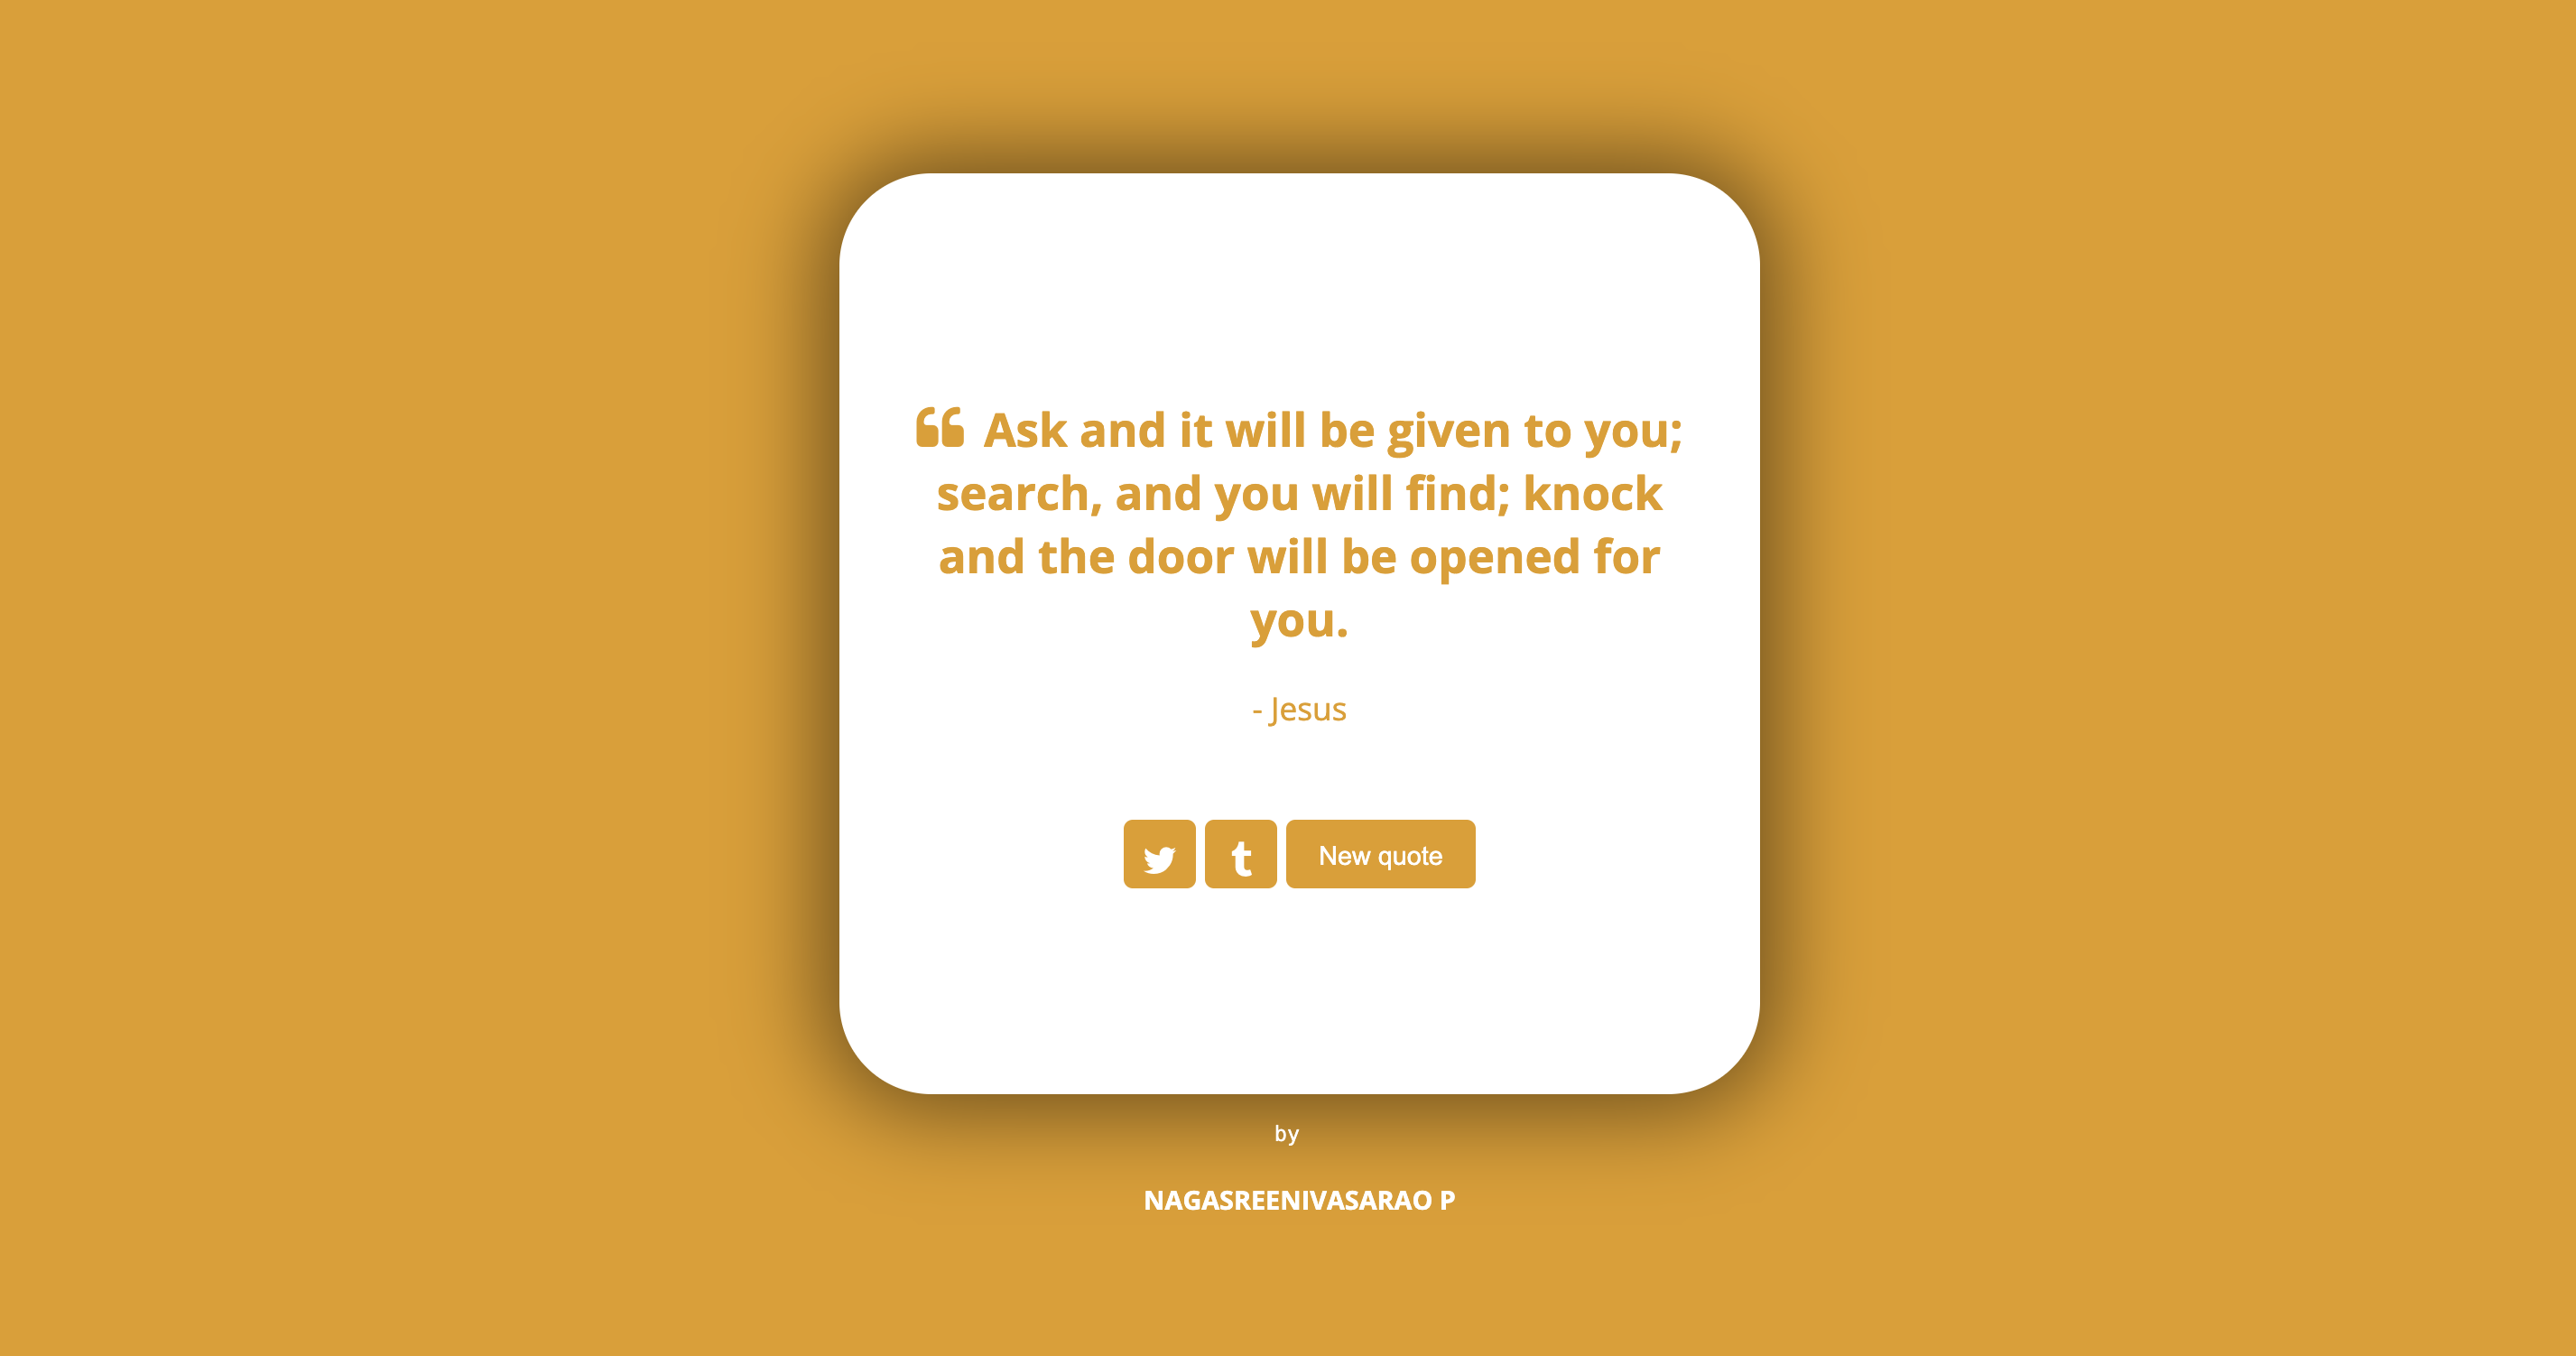 Ask and it will be given to you;
search, and you will find; knock
and the door will be opened for
you.
- Jesus
New quote
by
NAGASREENIVASARAO P